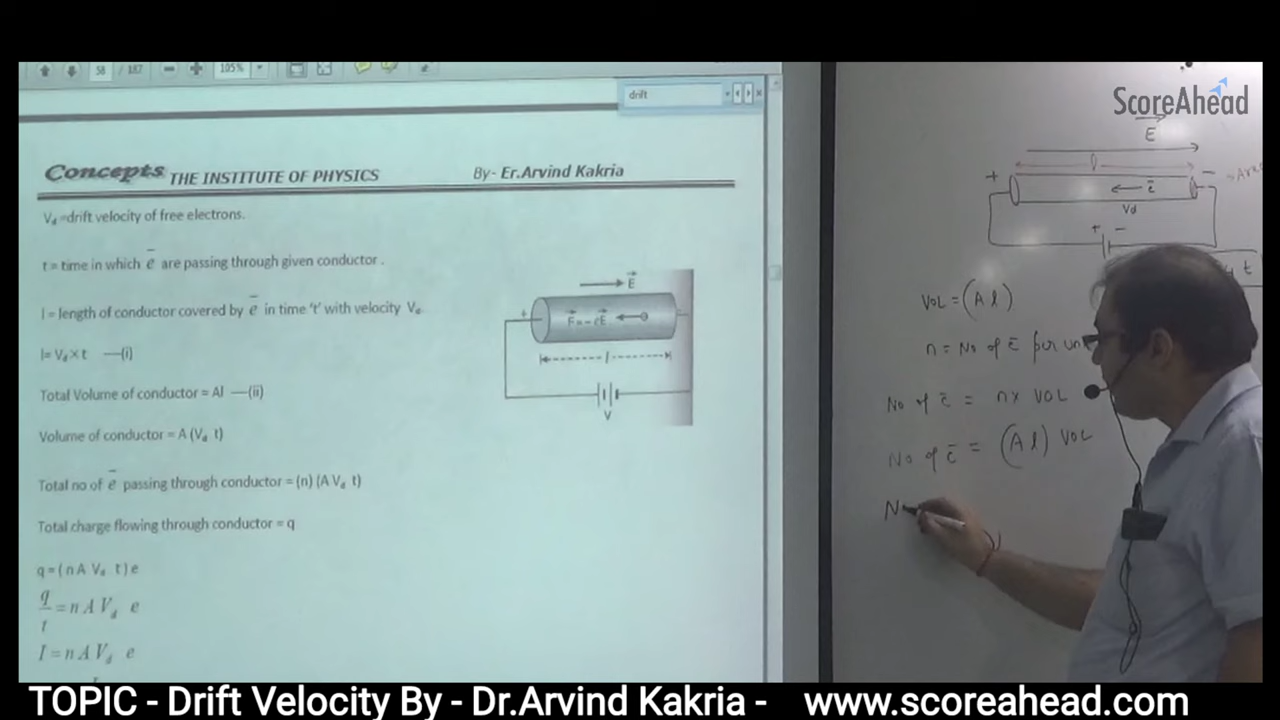 58 / 187
105%
drift
Concepts THE INSTITUTE OF PHYSICS By- Er.Arvind Kakria
Vd =drift velocity of free electrons.
t = time in which e̅ are passing through given conductor .
l = length of conductor covered by e̅ in time 't' with velocity Vd
l= Vd × t —(i)
Total Volume of conductor = Al —(ii)
Volume of conductor = A (Vd t)
Total no of e̅ passing through conductor = (n) (A Vd t)
Total charge flowing through conductor = q
q = ( n A Vd t ) e
q/t = n A Vd e
I = n A Vd e
E
+ F = - eE -
l
V
ScoreAhead
E
l
+ e̅ -
Vd
+ -
t
VOL = (A l)
n = No of e̅ per
No of e̅ = n x VOL
No of e̅ = (A l) VOL
N
TOPIC - Drift Velocity By - Dr.Arvind Kakria - www.scoreahead.com